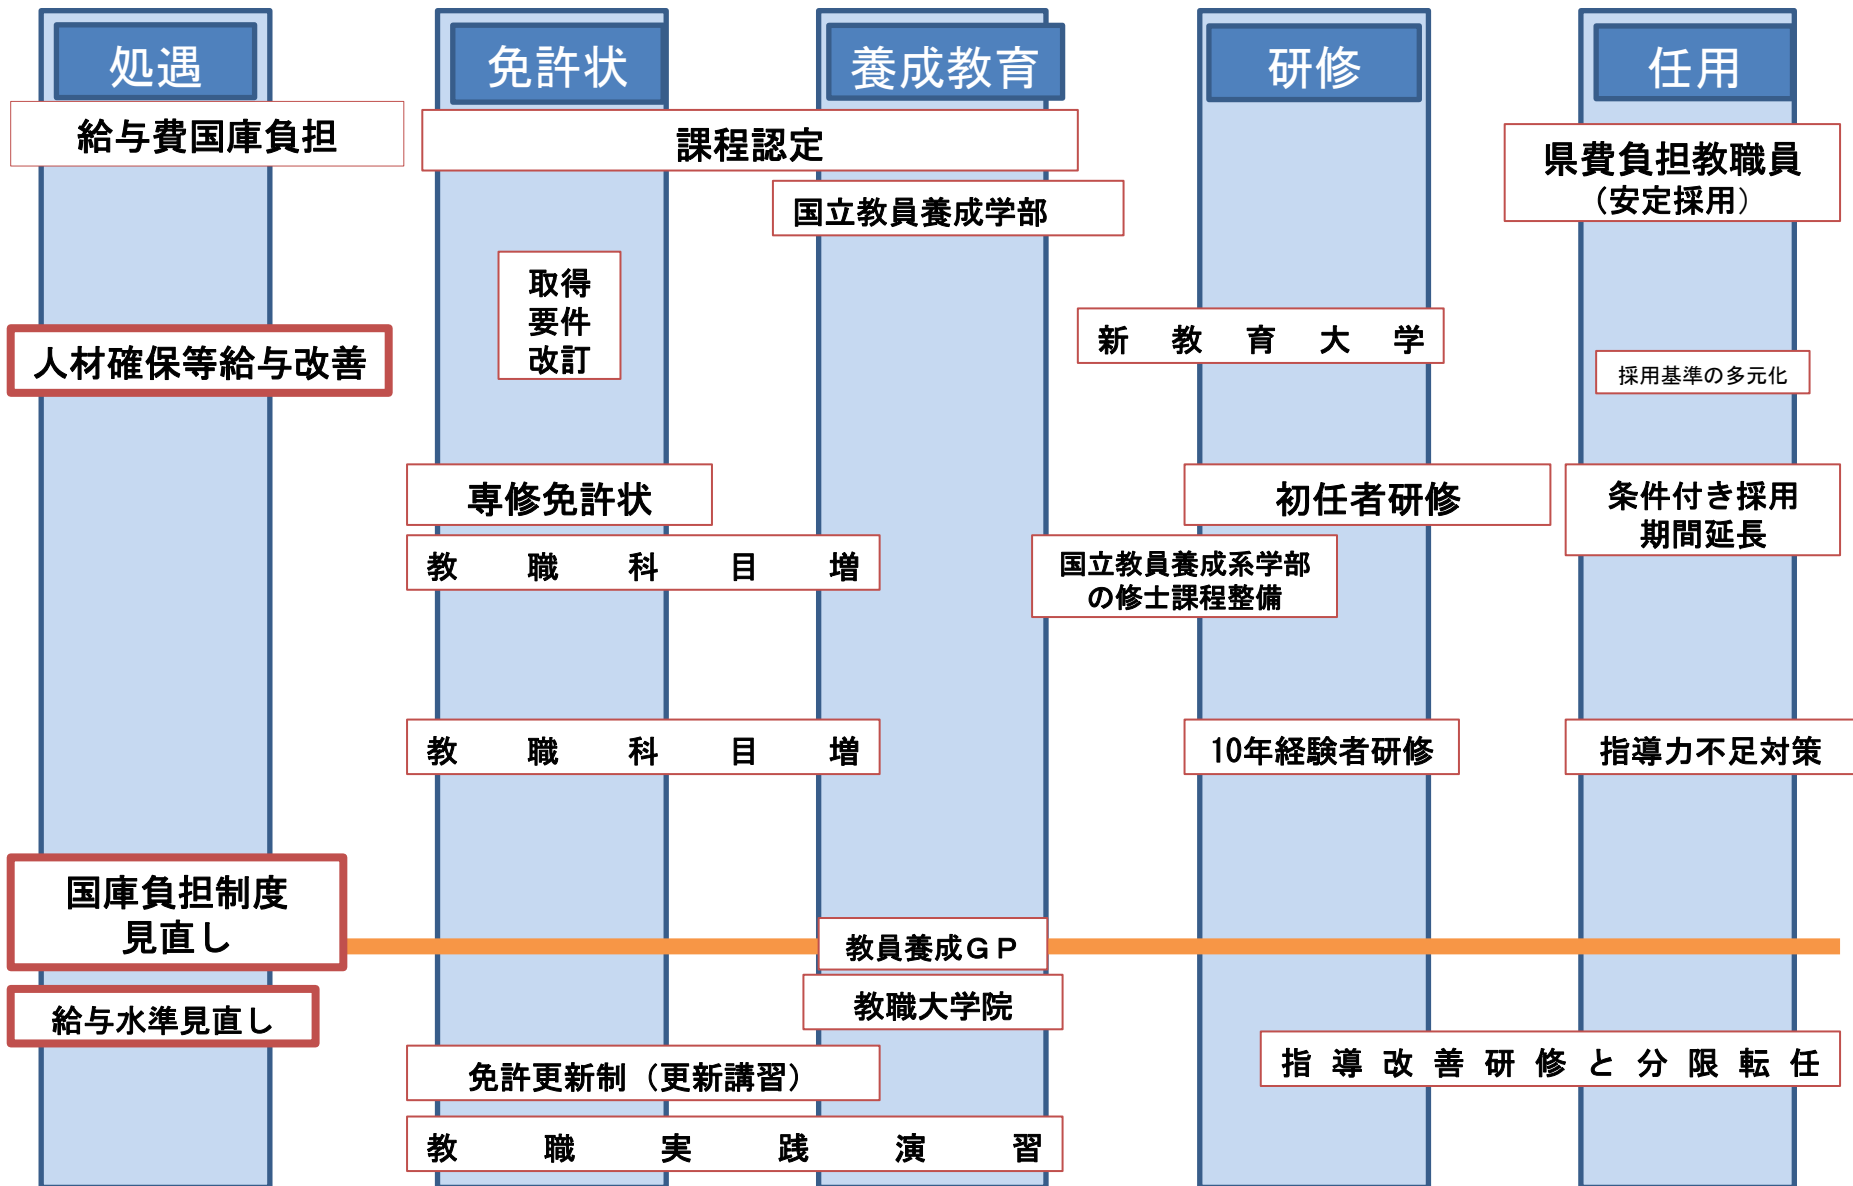 処遇
免許状
養成教育
研修
任用
給与費国庫負担
課程認定
県費負担教職員
（安定採用）
国立教員養成学部
取得
要件
改訂
新教育大学
人材確保等給与改善
採用基準の多元化
専修免許状
初任者研修
条件付き採用
期間延長
教職科目増
国立教員養成系学部
の修士課程整備
教職科目増
10年経験者研修
指導力不足対策
国庫負担制度
見直し
教員養成ＧＰ
教職大学院
給与水準見直し
指導改善研修と分限転任
免許更新制（更新講習）
教職実践演習